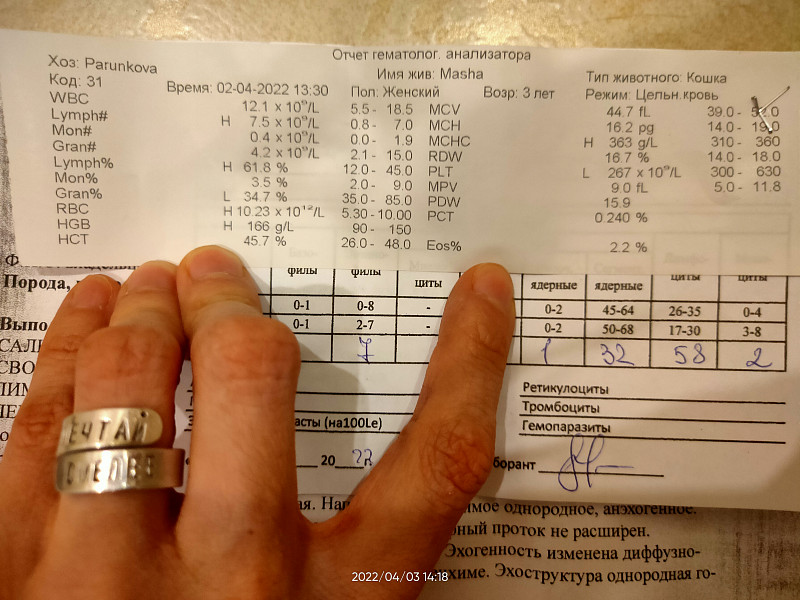 Отчет гематолог. анализатора
Хоз: Parunkova Имя жив: Masha Тип животного: Кошка
Код: 31 Время: 02-04-2022 13:30 Пол: Женский Возр: 3 лет Режим: Цельн.кровь
WBC 12.1 x 10⁹/L 5.5 - 18.5 MCV 44.7 fL 39.0 -
Lymph# H 7.5 x 10⁹/L 0.8 - 7.0 MCH 16.2 pg 14.0 - 19.0
Mon# 0.4 x 10⁹/L 0.0 - 1.9 MCHC H 363 g/L 310 - 360
Gran# 4.2 x 10⁹/L 2.1 - 15.0 RDW 16.7 % 14.0 - 18.0
Lymph% H 61.8 % 12.0 - 45.0 PLT L 267 x 10⁹/L 300 - 630
Mon% 3.5 % 2.0 - 9.0 MPV 9.0 fL 5.0 - 11.8
Gran% L 34.7 % 35.0 - 85.0 PDW 15.9
RBC H 10.23 x 10¹²/L 5.30 - 10.00 PCT 0.240 %
HGB H 166 g/L 90 - 150
HCT 45.7 % 26.0 - 48.0 Eos% 2.2 %
филы филы циты ядерные ядерные циты циты
Порода,
0-1 0-8 - 0-2 45-64 26-35 0-4
0-1 2-7 - 0-2 50-68 17-30 3-8
7 1 32 58 2
Ретикулоциты
Тромбоциты
Гемопаразиты
(на100Le)
20 22
МЕЧТАЙ
СМЕЛЕЕ
однородное, анэхогенное.
проток не расширен.
Эхогенность изменена диффузно-
Эхоструктура однородная го-
2022/04/03 14:18